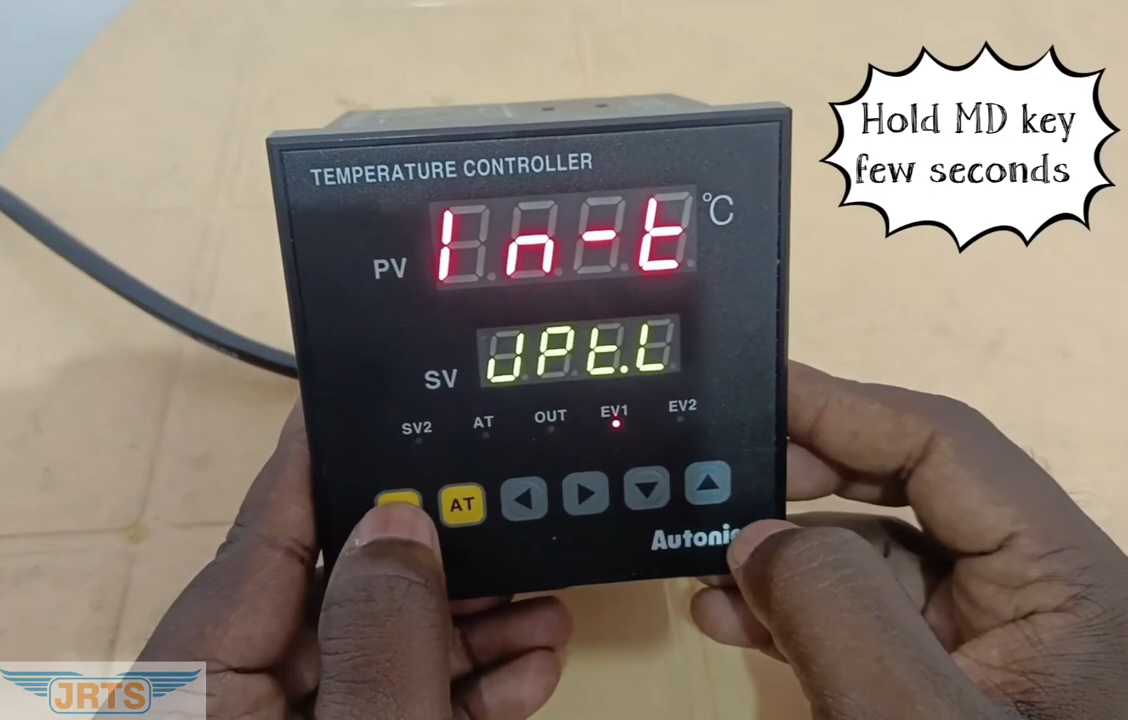 Hold MD key
few seconds
TEMPERATURE CONTROLLER
In-t
°C
PV
JPt.L
SV
SV2 AT OUT EV1 EV2
AT
JRTS